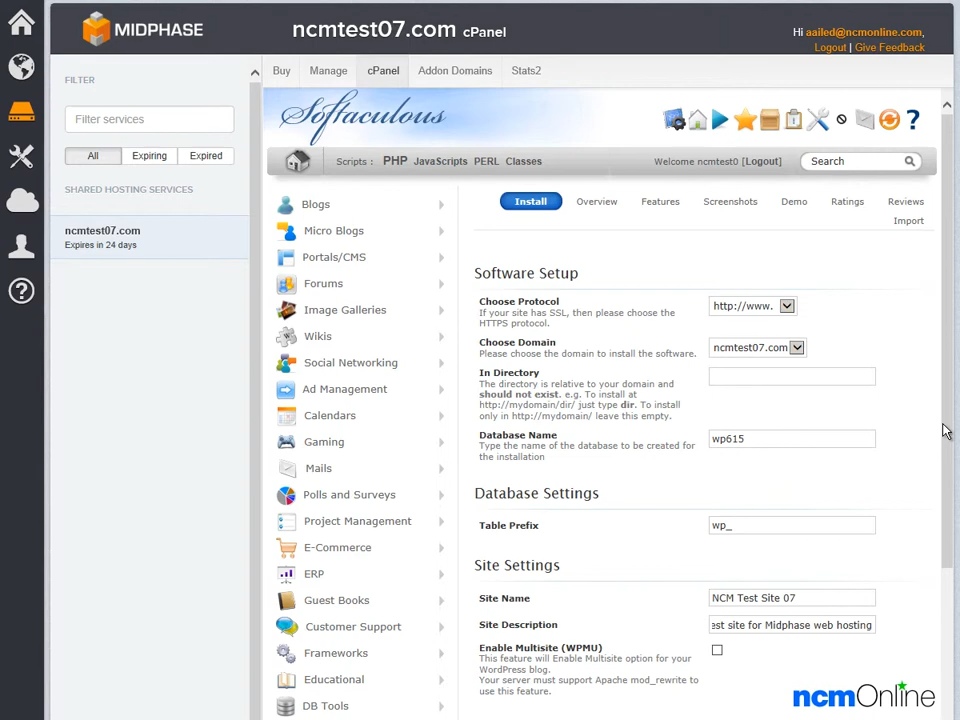 MIDPHASE
ncmtest07.com cPanel
Hi aailed@ncmonline.com,
Logout | Give Feedback
FILTER
Filter services
All Expiring Expired
SHARED HOSTING SERVICES
ncmtest07.com
Expires in 24 days
Buy Manage cPanel Addon Domains Stats2
Softaculous
Scripts : PHP JavaScripts PERL Classes
Welcome ncmtest0 [Logout]
Search
Blogs
Micro Blogs
Portals/CMS
Forums
Image Galleries
Wikis
Social Networking
Ad Management
Calendars
Gaming
Mails
Polls and Surveys
Project Management
E-Commerce
ERP
Guest Books
Customer Support
Frameworks
Educational
DB Tools
Install Overview Features Screenshots Demo Ratings Reviews
Import
Software Setup
Choose Protocol
If your site has SSL, then please choose the
HTTPS protocol.
http://www.
Choose Domain
Please choose the domain to install the software.
ncmtest07.com
In Directory
The directory is relative to your domain and
should not exist. e.g. To install at
http://mydomain/dir/ just type dir. To install
only in http://mydomain/ leave this empty.
Database Name
Type the name of the database to be created for
the installation
wp615
Database Settings
Table Prefix
wp_
Site Settings
Site Name
NCM Test Site 07
Site Description
est site for Midphase web hosting
Enable Multisite (WPMU)
This feature will Enable Multisite option for your
WordPress blog.
Your server must support Apache mod_rewrite to
use this feature.
ncmOnline